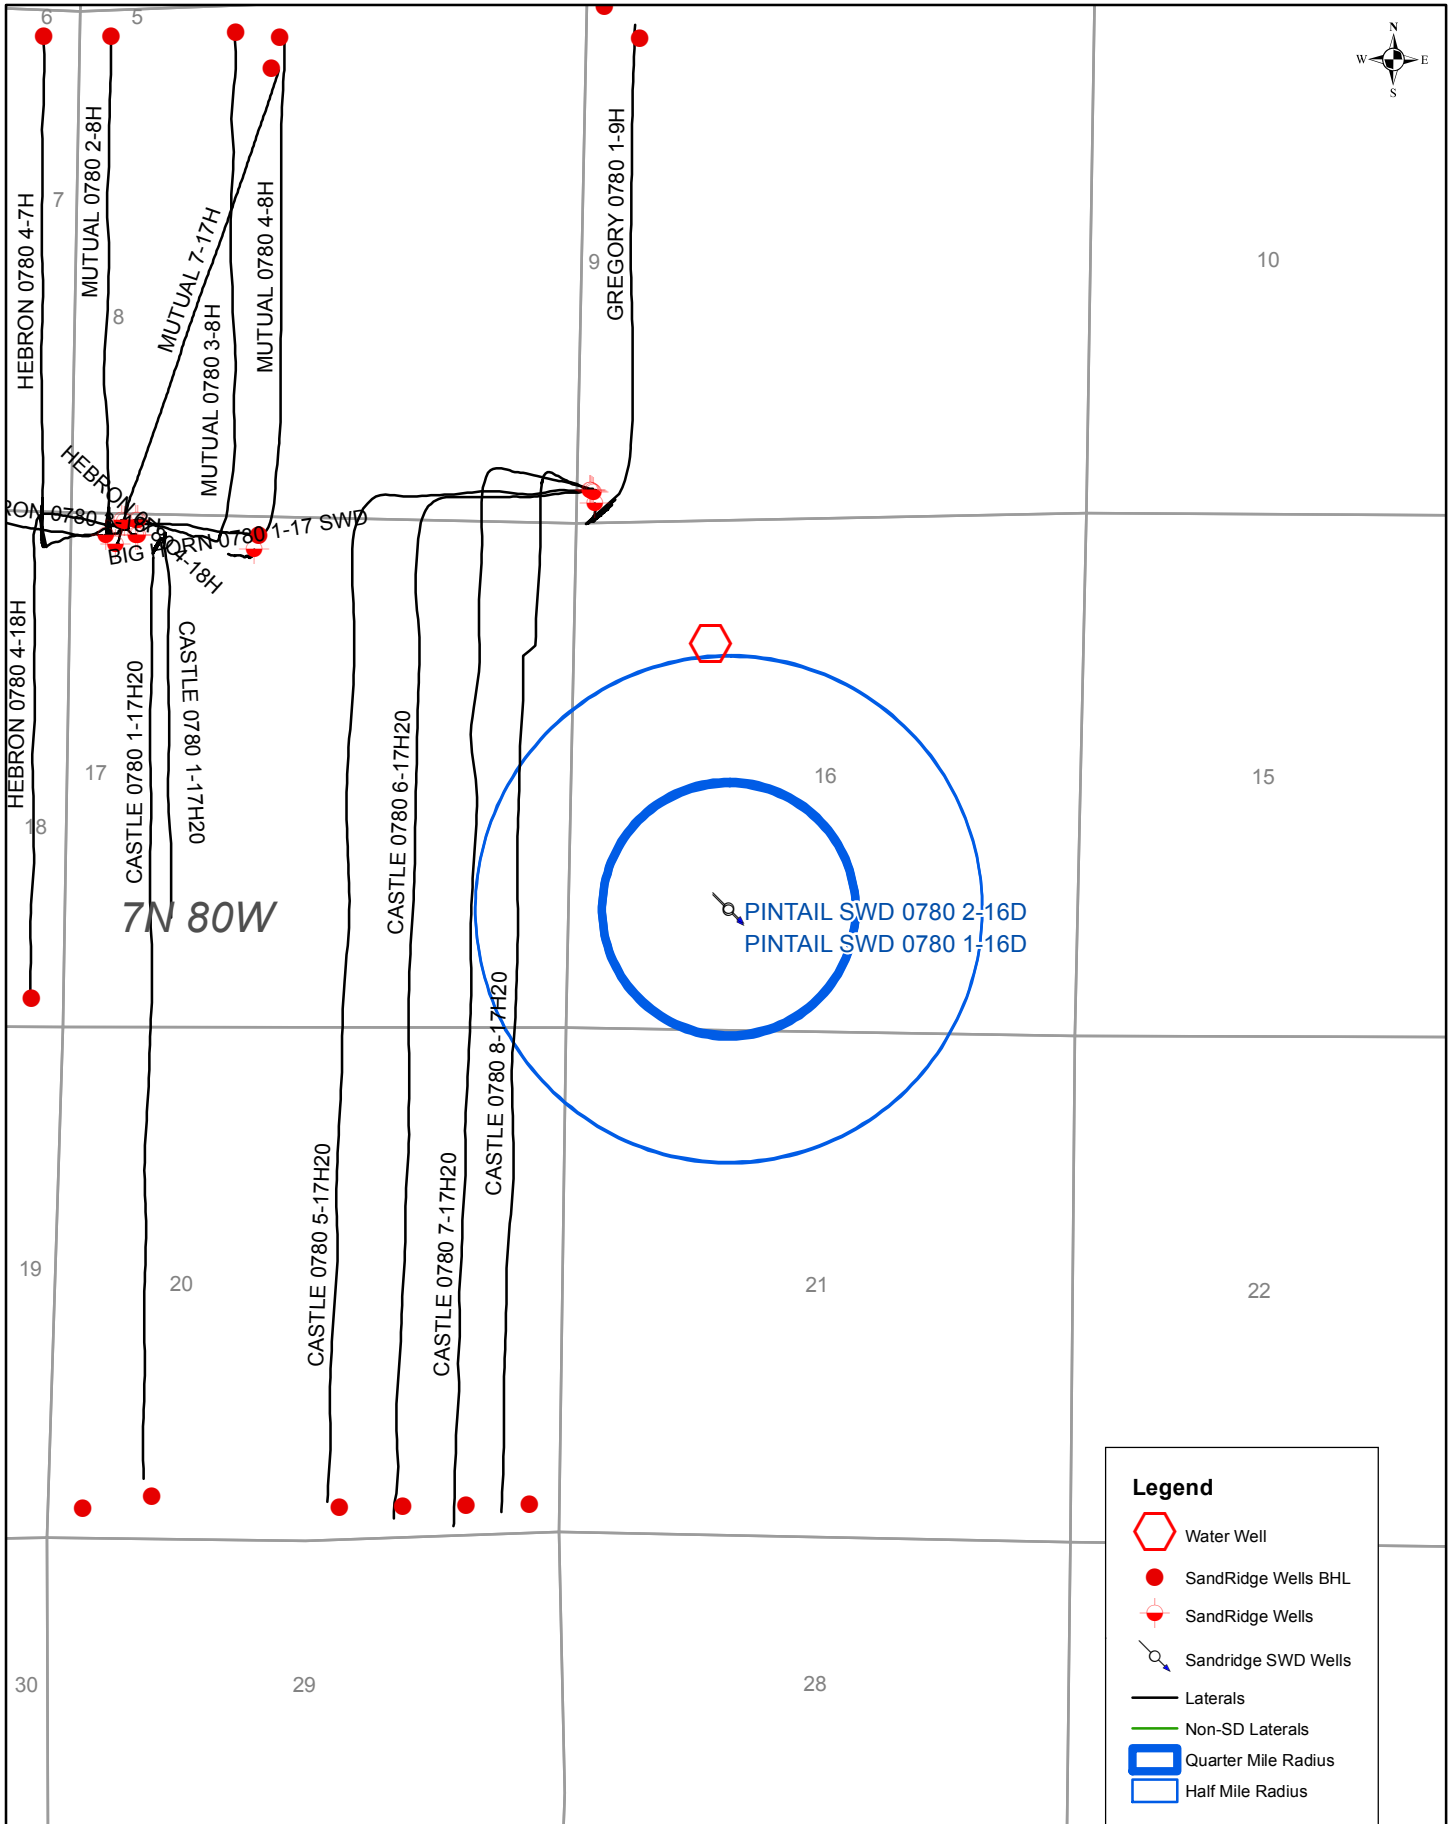 6
5
N
W
E
S
HEBRON 0780 4-7H
7
MUTUAL 0780 2-8H
8
MUTUAL 7-17H
MUTUAL 0780 3-8H
MUTUAL 0780 4-8H
GREGORY 0780 1-9H
9
10
HEBRON
RON 0780
4-18H
BIG HORN 0780 1-17 SWD
HEBRON 0780 4-18H
18
17
CASTLE 0780 1-17H20
CASTLE 0780 1-17H20
CASTLE 0780 6-17H20
16
15
7N 80W
PINTAIL SWD 0780 2-16D
PINTAIL SWD 0780 1-16D
CASTLE 0780 8-17H20
CASTLE 0780 5-17H20
CASTLE 0780 7-17H20
19
20
21
22
30
29
28
Legend
Water Well
SandRidge Wells BHL
SandRidge Wells
Sandridge SWD Wells
Laterals
Non-SD Laterals
Quarter Mile Radius
Half Mile Radius